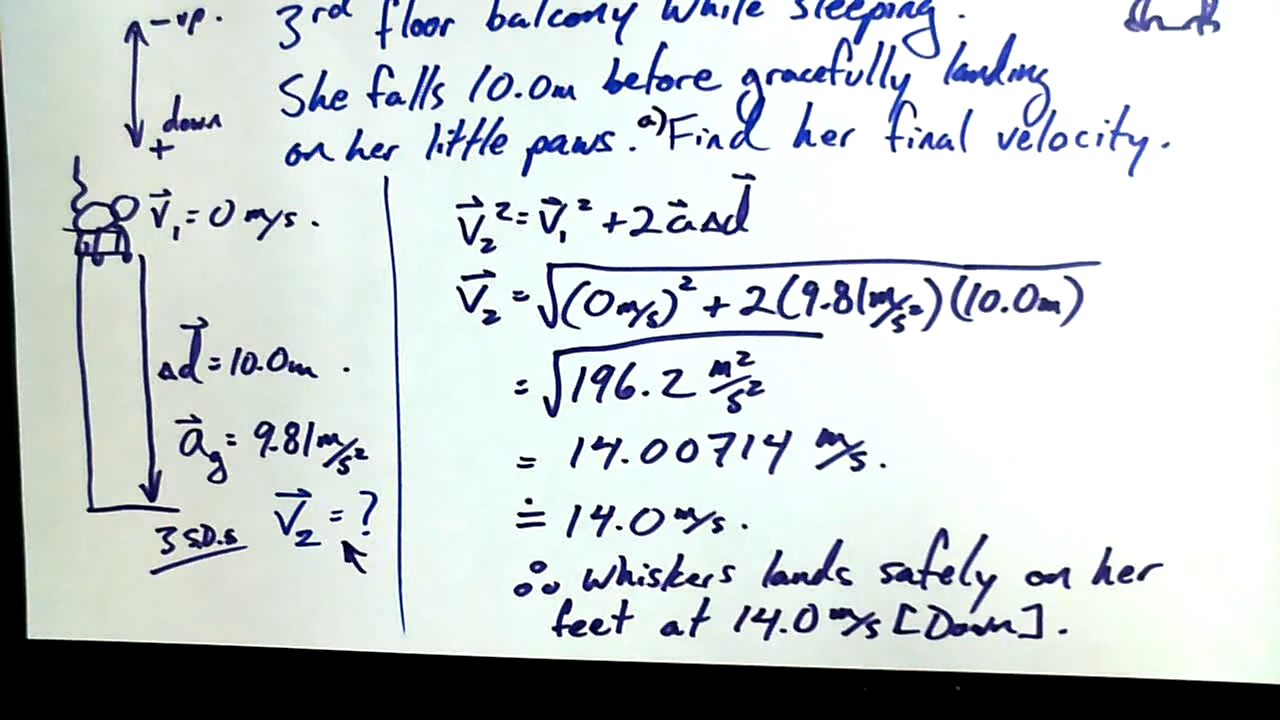 - up.
3rd floor balcony while sleeping.
down
+
She falls 10.0m before gracefully landing
on her little paws. a) Find her final velocity.
V⃗₁ = 0 m/s.
Δd⃗ = 10.0m.
a⃗g = 9.81 m/s²
V⃗₂ = ?
3 S.D.s
V⃗₂² = V⃗₁² + 2a⃗Δd⃗
V⃗₂ = √(0m/s)² + 2(9.81m/s²)(10.0m)
= √196.2 m²/s²
= 14.00714 m/s.
≐ 14.0 m/s.
∴ Whiskers lands safely on her
feet at 14.0 m/s [Down].